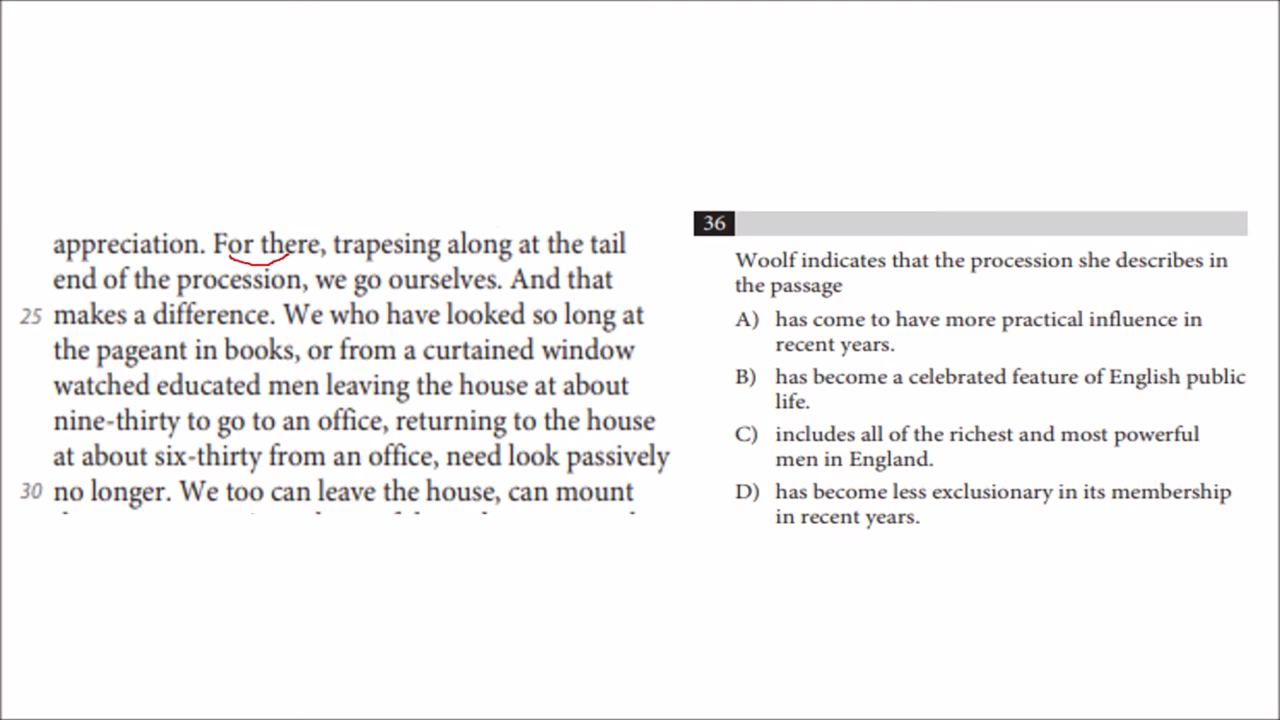 appreciation. For there, trapesing along at the tail
end of the procession, we go ourselves. And that
25 makes a difference. We who have looked so long at
the pageant in books, or from a curtained window
watched educated men leaving the house at about
nine-thirty to go to an office, returning to the house
at about six-thirty from an office, need look passively
30 no longer. We too can leave the house, can mount
36
Woolf indicates that the procession she describes in
the passage
A) has come to have more practical influence in
recent years.
B) has become a celebrated feature of English public
life.
C) includes all of the richest and most powerful
men in England.
D) has become less exclusionary in its membership
in recent years.